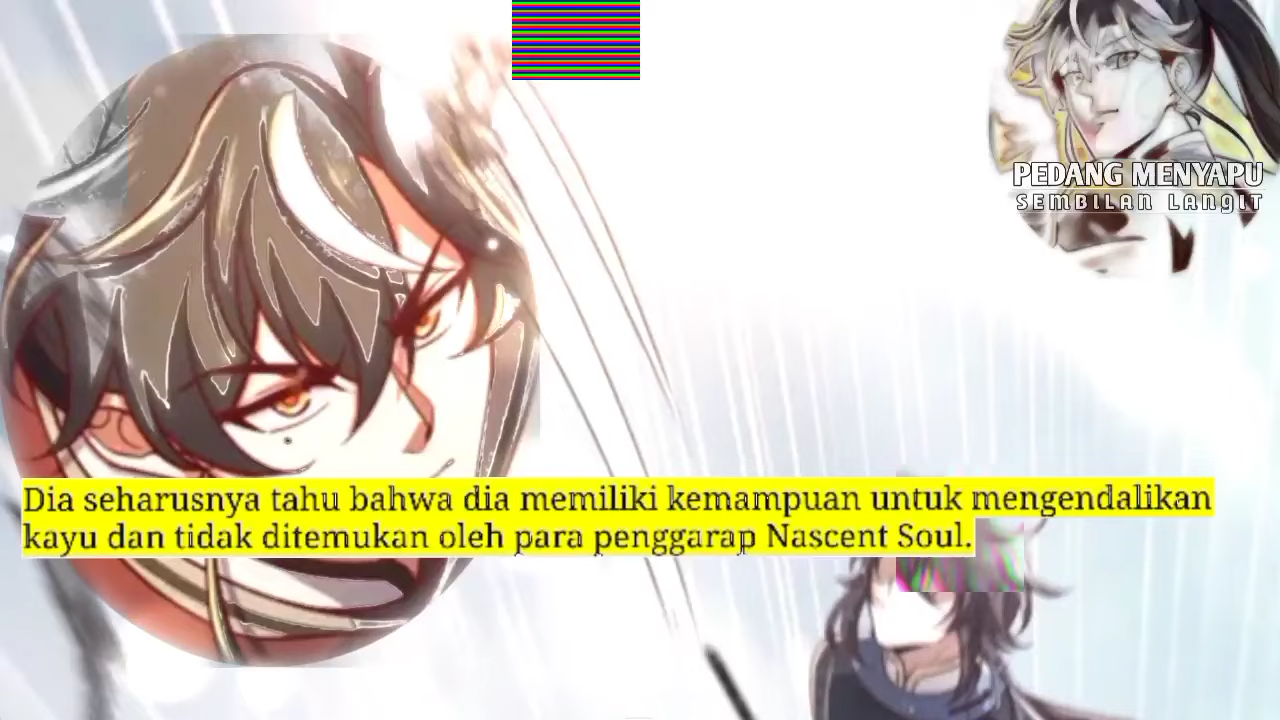 PEDANG MENYAPU
SEMBILAN LANGIT
Dia seharusnya tahu bahwa dia memiliki kemampuan untuk mengendalikan
kayu dan tidak ditemukan oleh para penggarap Nascent Soul.